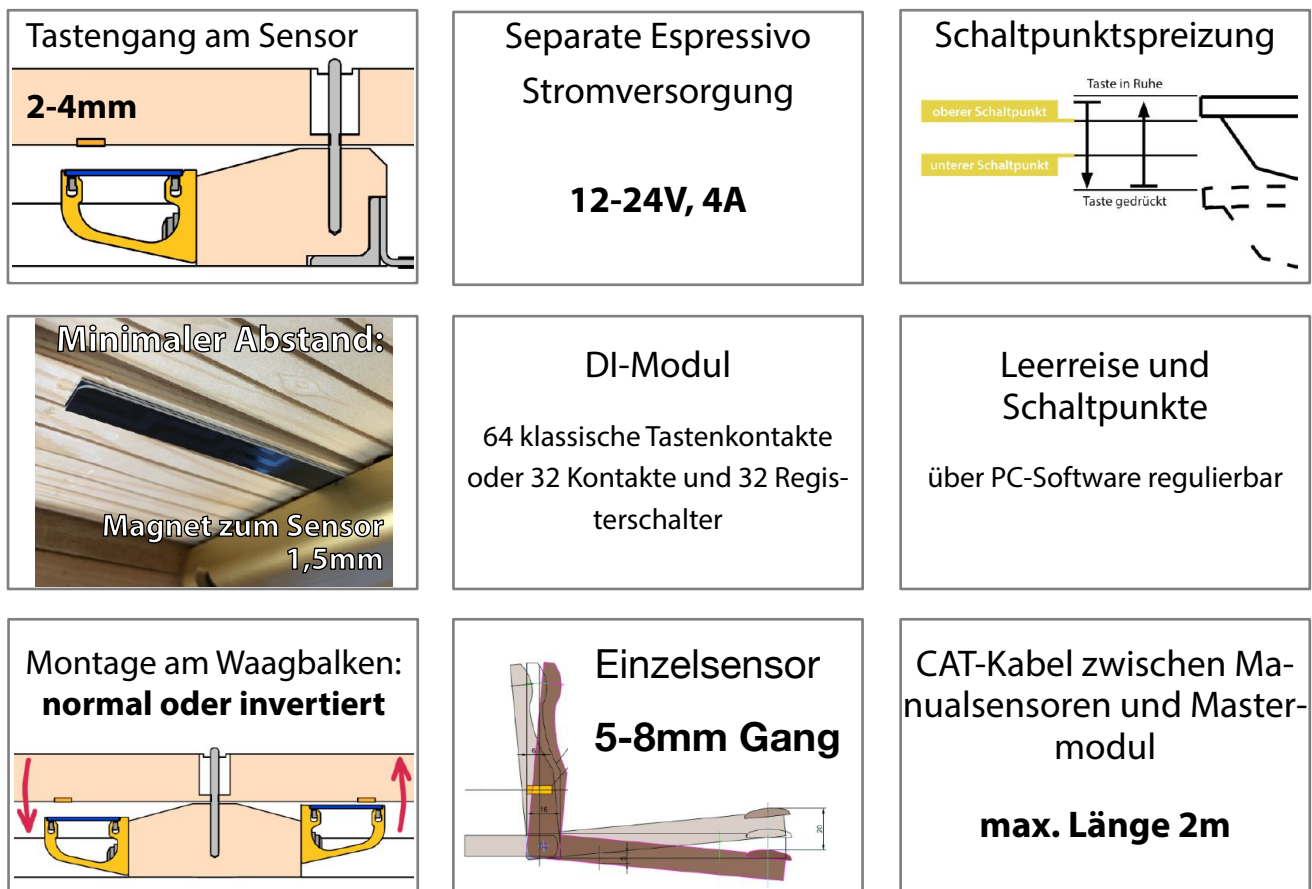 Tastengang am Sensor
2-4mm
Separate Espressivo
Stromversorgung
12-24V, 4A
Schaltpunktspreizung
Taste in Ruhe
oberer Schaltpunkt
unterer Schaltpunkt
Taste gedrückt
Minimaler Abstand:
Magnet zum Sensor
1,5mm
DI-Modul
64 klassische Tastenkontakte
oder 32 Kontakte und 32 Regis-
terschalter
Leerreise und
Schaltpunkte
über PC-Software regulierbar
Montage am Waagbalken:
normal oder invertiert
Einzelsensor
5-8mm Gang
16
20
CAT-Kabel zwischen Ma-
nualsensoren und Master-
modul
max. Länge 2m